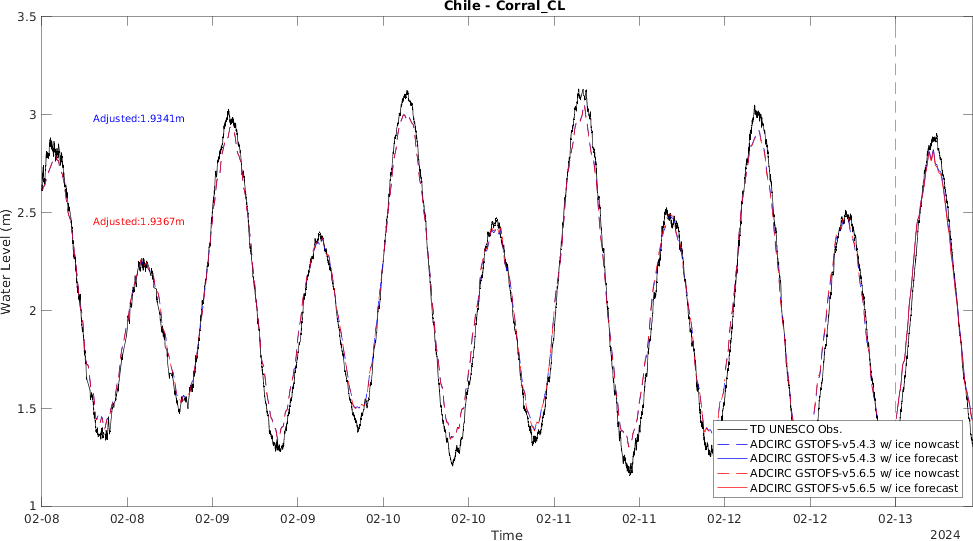 Chile - Corral_CL
3.5
3
2.5
2
1.5
1
Water Level (m)
Adjusted:1.9341m
Adjusted:1.9367m
TD UNESCO Obs.
ADCIRC GSTOFS-v5.4.3 w/ ice nowcast
ADCIRC GSTOFS-v5.4.3 w/ ice forecast
ADCIRC GSTOFS-v5.6.5 w/ ice nowcast
ADCIRC GSTOFS-v5.6.5 w/ ice forecast
02-08 02-08 02-09 02-09 02-10 02-10 02-11 02-11 02-12 02-12 02-13
Time
2024